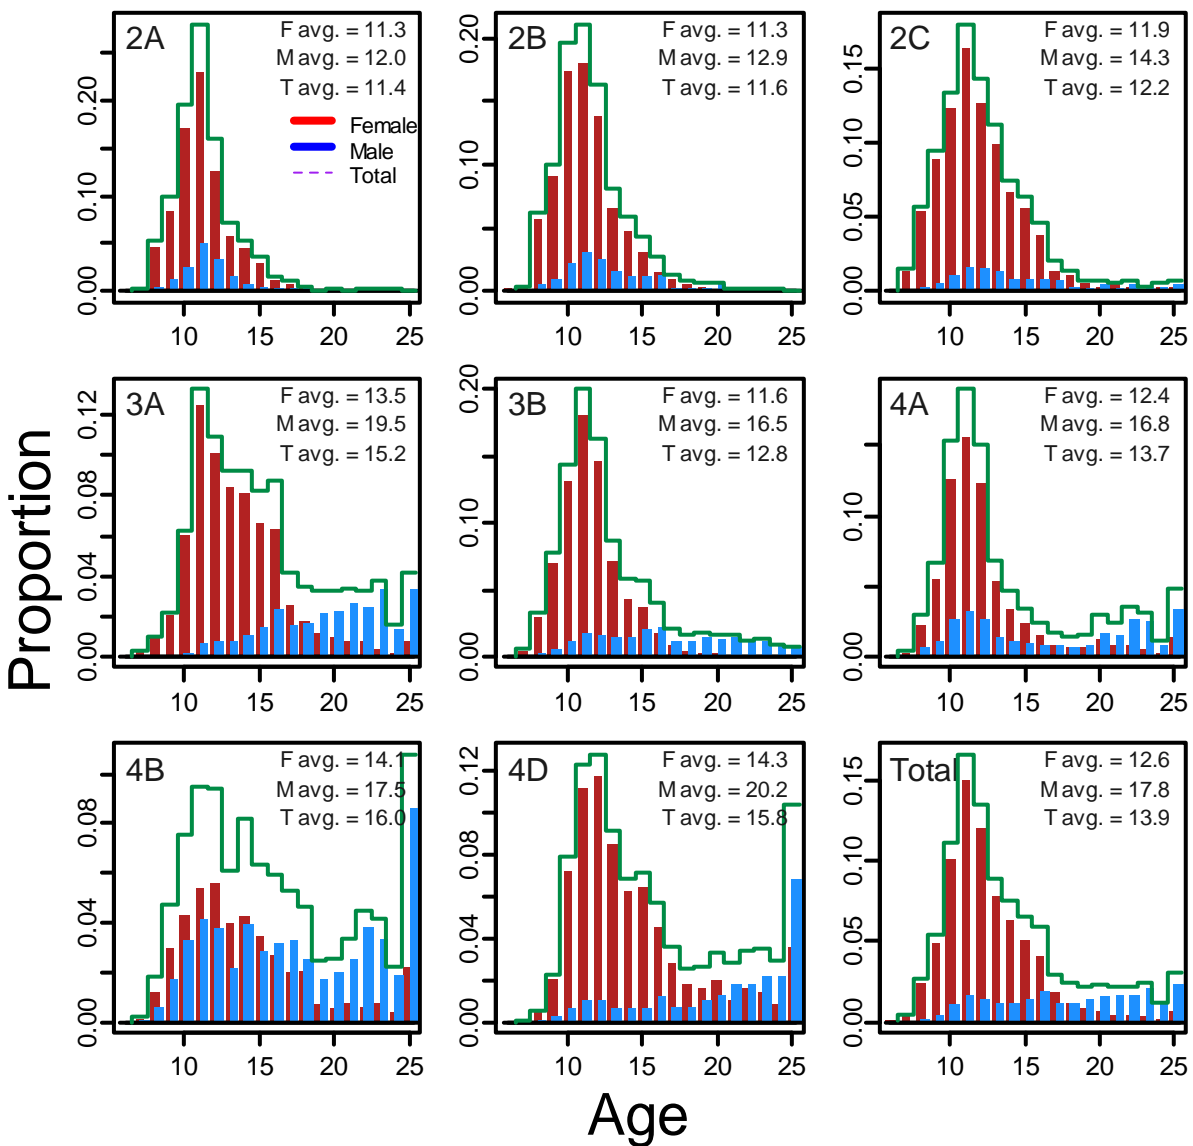 2A
F avg. = 11.3
M avg. = 12.0
T avg. = 11.4
Female
Male
Total
0.00
0.10
0.20
10
15
20
25
2B
F avg. = 11.3
M avg. = 12.9
T avg. = 11.6
0.00
0.10
0.20
10
15
20
25
2C
F avg. = 11.9
M avg. = 14.3
T avg. = 12.2
0.00
0.05
0.10
0.15
10
15
20
25
3A
F avg. = 13.5
M avg. = 19.5
T avg. = 15.2
0.00
0.04
0.08
0.12
10
15
20
25
3B
F avg. = 11.6
M avg. = 16.5
T avg. = 12.8
0.00
0.10
0.20
10
15
20
25
4A
F avg. = 12.4
M avg. = 16.8
T avg. = 13.7
0.00
0.10
10
15
20
25
4B
F avg. = 14.1
M avg. = 17.5
T avg. = 16.0
0.00
0.04
0.08
10
15
20
25
4D
F avg. = 14.3
M avg. = 20.2
T avg. = 15.8
0.00
0.04
0.08
0.12
10
15
20
25
Total
F avg. = 12.6
M avg. = 17.8
T avg. = 13.9
0.00
0.05
0.10
0.15
10
15
20
25
Proportion
Age